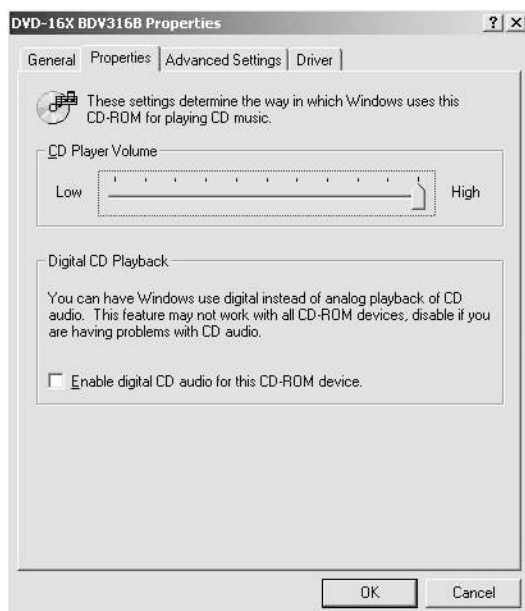 DVD-16X BDV316B Properties
General Properties Advanced Settings Driver
These settings determine the way in which Windows uses this
CD-ROM for playing CD music.
CD Player Volume
Low High
Digital CD Playback
You can have Windows use digital instead of analog playback of CD
audio. This feature may not work with all CD-ROM devices, disable if you
are having problems with CD audio.
Enable digital CD audio for this CD-ROM device.
OK Cancel